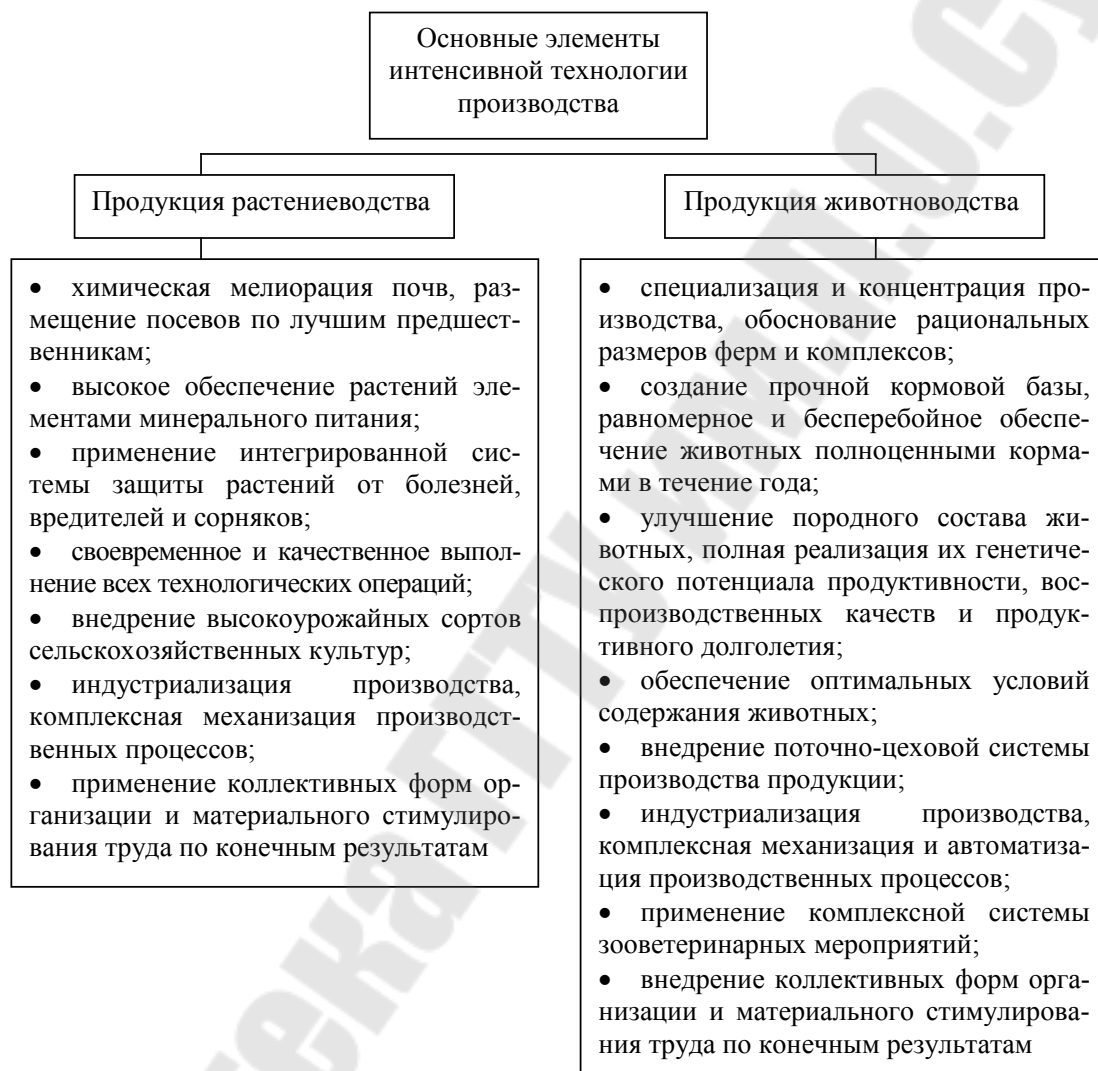 Основные элементы
интенсивной технологии
производства
Продукция растениеводства
• химическая мелиорация почв, раз-
мещение посевов по лучшим предшест-
венникам;
• высокое обеспечение растений эле-
ментами минерального питания;
• применение интегрированной сис-
темы защиты растений от болезней,
вредителей и сорняков;
• своевременное и качественное выпол-
нение всех технологических операций;
• внедрение высокоурожайных сортов
сельскохозяйственных культур;
• индустриализация производства,
комплексная механизация производст-
венных процессов;
• применение коллективных форм ор-
ганизации и материального стимулиро-
вания труда по конечным результатам
Продукция животноводства
• специализация и концентрация про-
изводства, обоснование рациональных
размеров ферм и комплексов;
• создание прочной кормовой базы,
равномерное и бесперебойное обеспе-
чение животных полноценными корма-
ми в течение года;
• улучшение породного состава жи-
вотных, полная реализация их генетиче-
ского потенциала продуктивности, вос-
производственных качеств и продук-
тивного долголетия;
• обеспечение оптимальных условий
содержания животных;
• внедрение поточно-цеховой системы
производства продукции;
• индустриализация производства,
комплексная механизация и автоматиза-
ция производственных процессов;
• применение комплексной системы
зооветеринарных мероприятий;
• внедрение коллективных форм орга-
низации и материального стимулирова-
ния труда по конечным результатам
тека ГГТУ им.П.О.Су